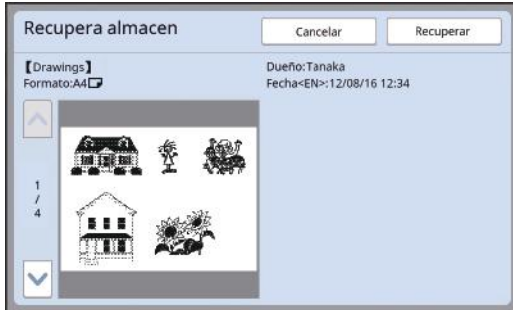 Recupera almacen
Cancelar
Recuperar
【Drawings】
Formato:A4
Dueño:Tanaka
Fecha<EN>:12/08/16 12:34
1
/
4